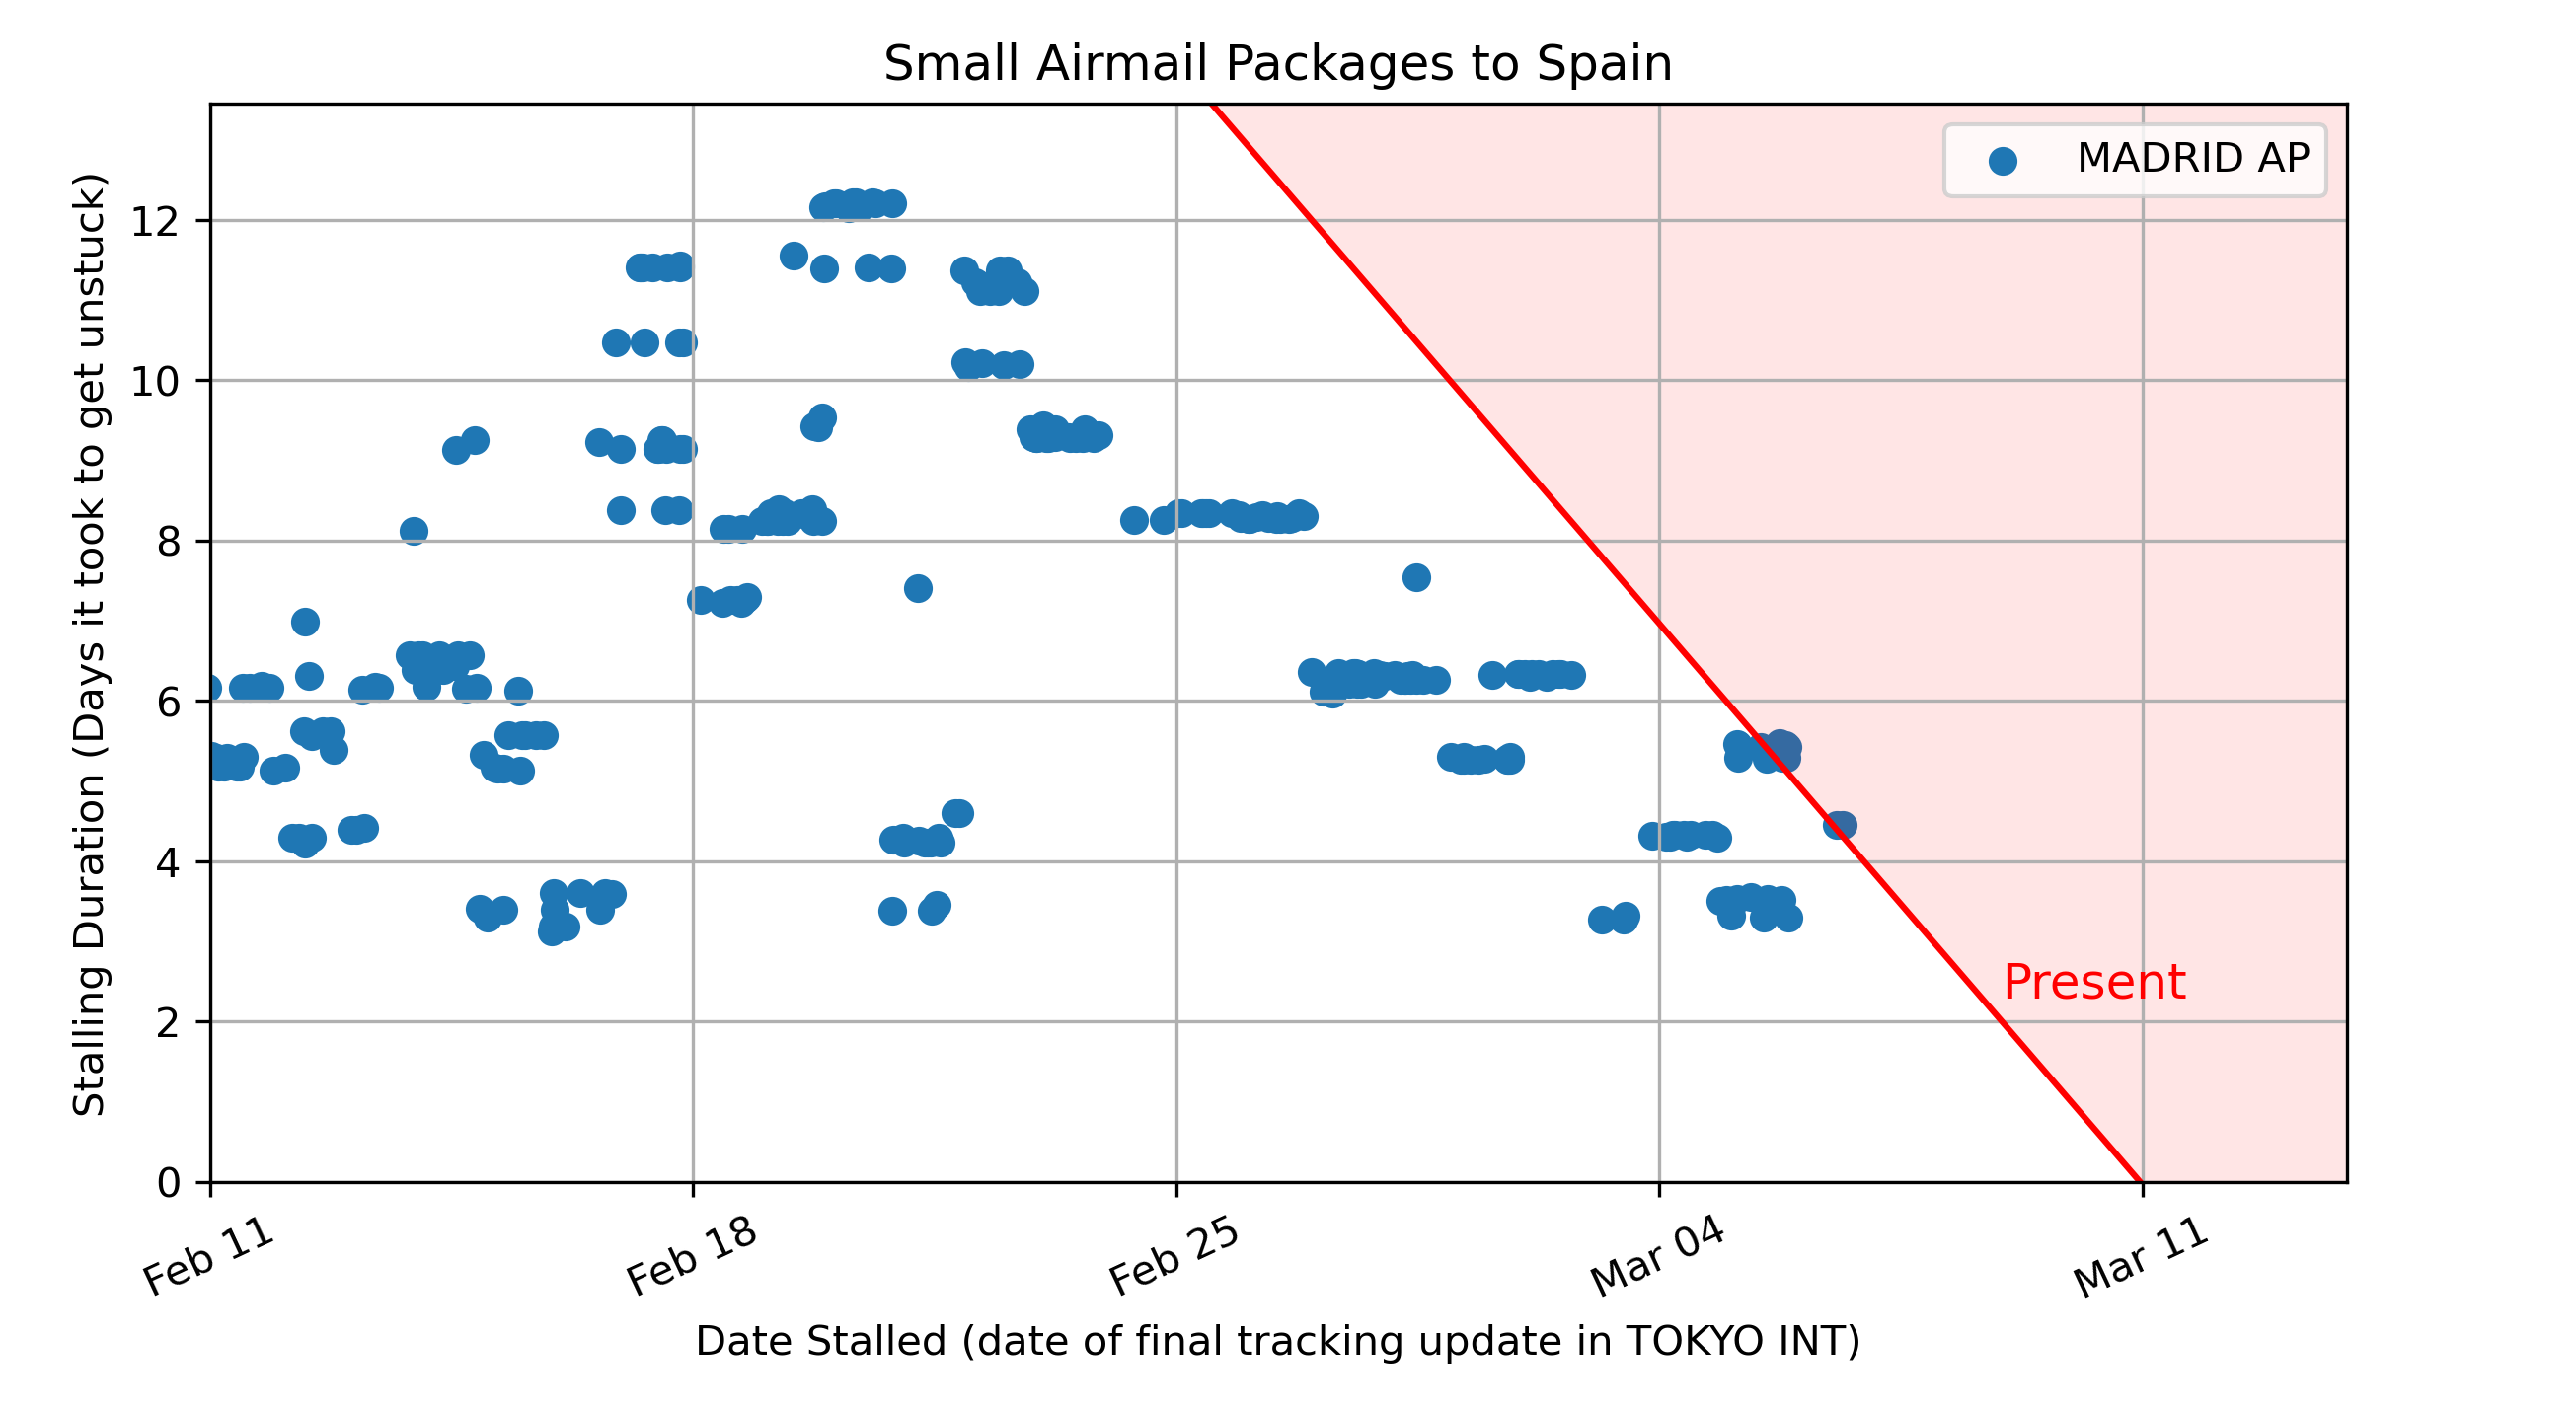 Small Airmail Packages to Spain
MADRID AP
Stalling Duration (Days it took to get unstuck)
12
10
8
6
4
2
0
Present
Feb 11
Feb 18
Feb 25
Mar 04
Mar 11
Date Stalled (date of final tracking update in TOKYO INT)